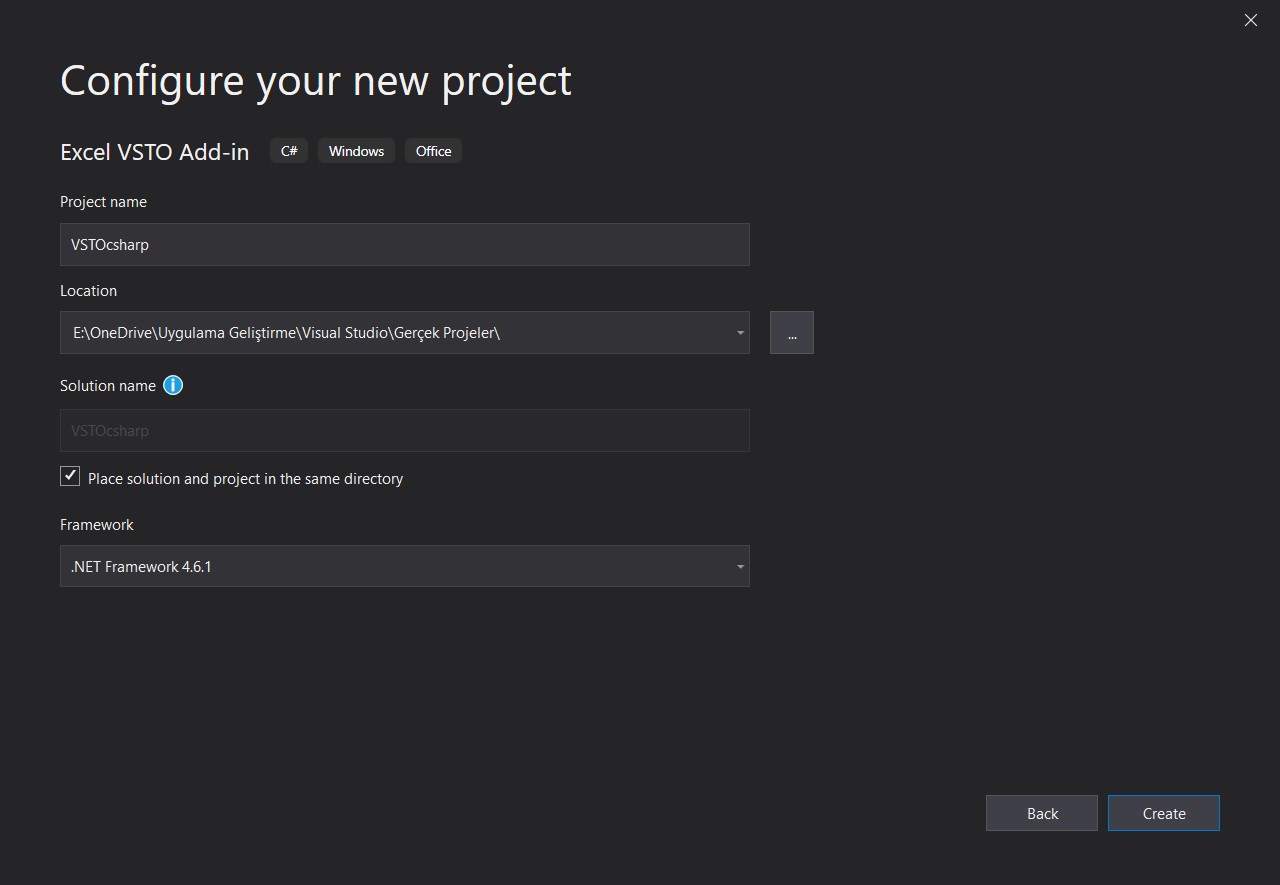 Configure your new project
Excel VSTO Add-in C# Windows Office
Project name
VSTOcsharp
Location
E:\OneDrive\Uygulama Geliştirme\Visual Studio\Gerçek Projeler\
...
Solution name
VSTOcsharp
Place solution and project in the same directory
Framework
.NET Framework 4.6.1
Back Create